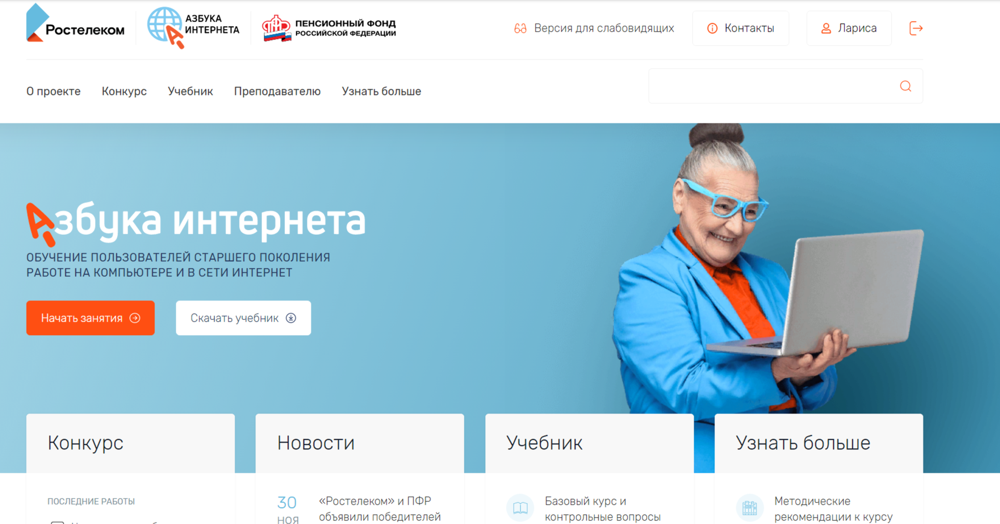 Ростелеком
АЗБУКА
ИНТЕРНЕТА
ПЕНСИОННЫЙ ФОНД
РОССИЙСКОЙ ФЕДЕРАЦИИ
Версия для слабовидящих
Контакты
Лариса
О проекте
Конкурс
Учебник
Преподавателю
Узнать больше
Азбука интернета
ОБУЧЕНИЕ ПОЛЬЗОВАТЕЛЕЙ СТАРШЕГО ПОКОЛЕНИЯ
РАБОТЕ НА КОМПЬЮТЕРЕ И В СЕТИ ИНТЕРНЕТ
Начать занятия
Скачать учебник
Конкурс
ПОСЛЕДНИЕ РАБОТЫ
Новости
30
НОЯ
«Ростелеком» и ПФР
объявили победителей
Учебник
Базовый курс и
контрольные вопросы
Узнать больше
Методические
рекомендации к курсу